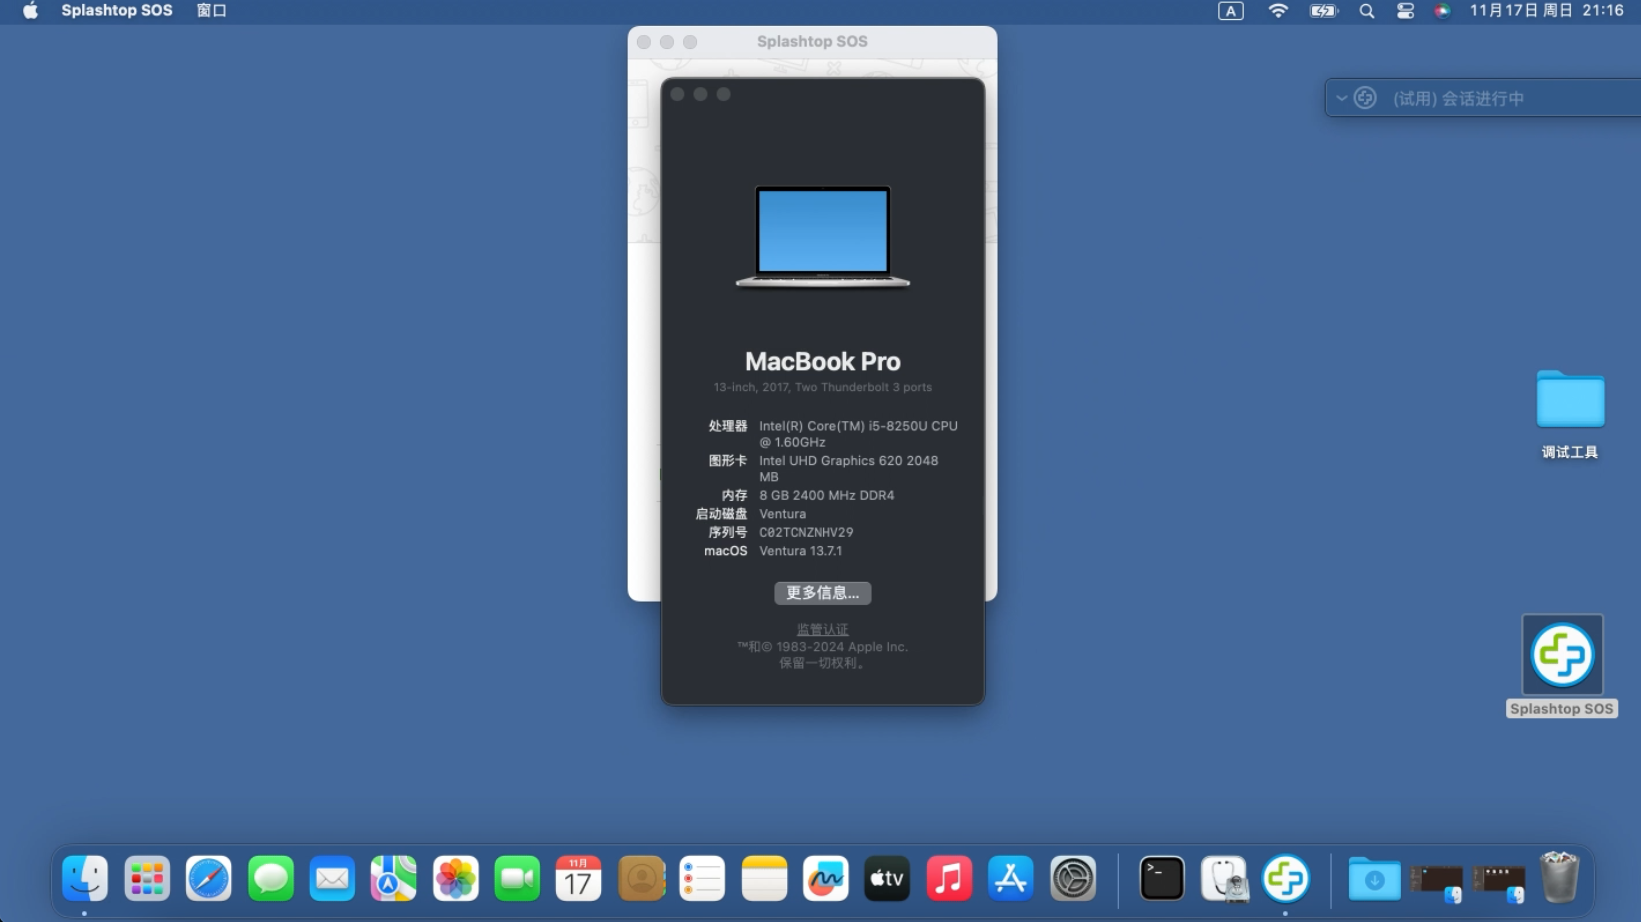 Splashtop SOS 窗口 A 11月17日 周日 21:16
Splashtop SOS
(试用) 会话进行中
MacBook Pro
13-inch, 2017, Two Thunderbolt 3 ports
处理器 Intel(R) Core(TM) i5-8250U CPU
@ 1.60GHz
图形卡 Intel UHD Graphics 620 2048
MB
内存 8 GB 2400 MHz DDR4
启动磁盘 Ventura
序列号 C02TCNZNHV29
macOS Ventura 13.7.1
更多信息...
监管认证
™和© 1983-2024 Apple Inc.
保留一切权利。
调试工具
Splashtop SOS
11月
17
tv
>_